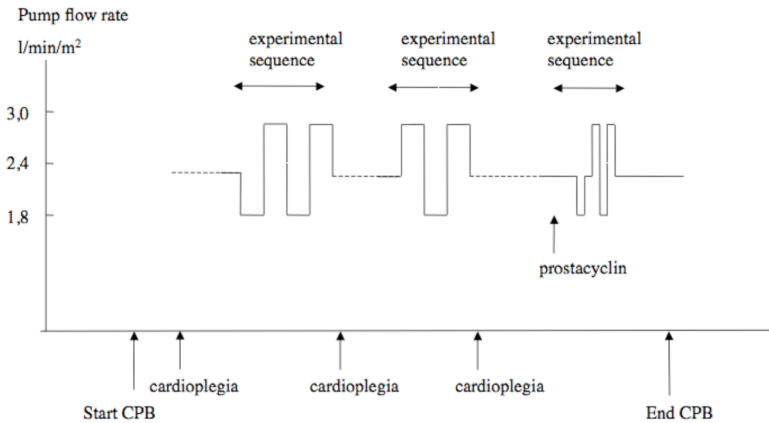 Pump flow rate
l/min/m²
experimental
sequence
experimental
sequence
experimental
sequence
3,0
2,4
1,8
prostacyclin
cardioplegia
cardioplegia
cardioplegia
Start CPB
End CPB